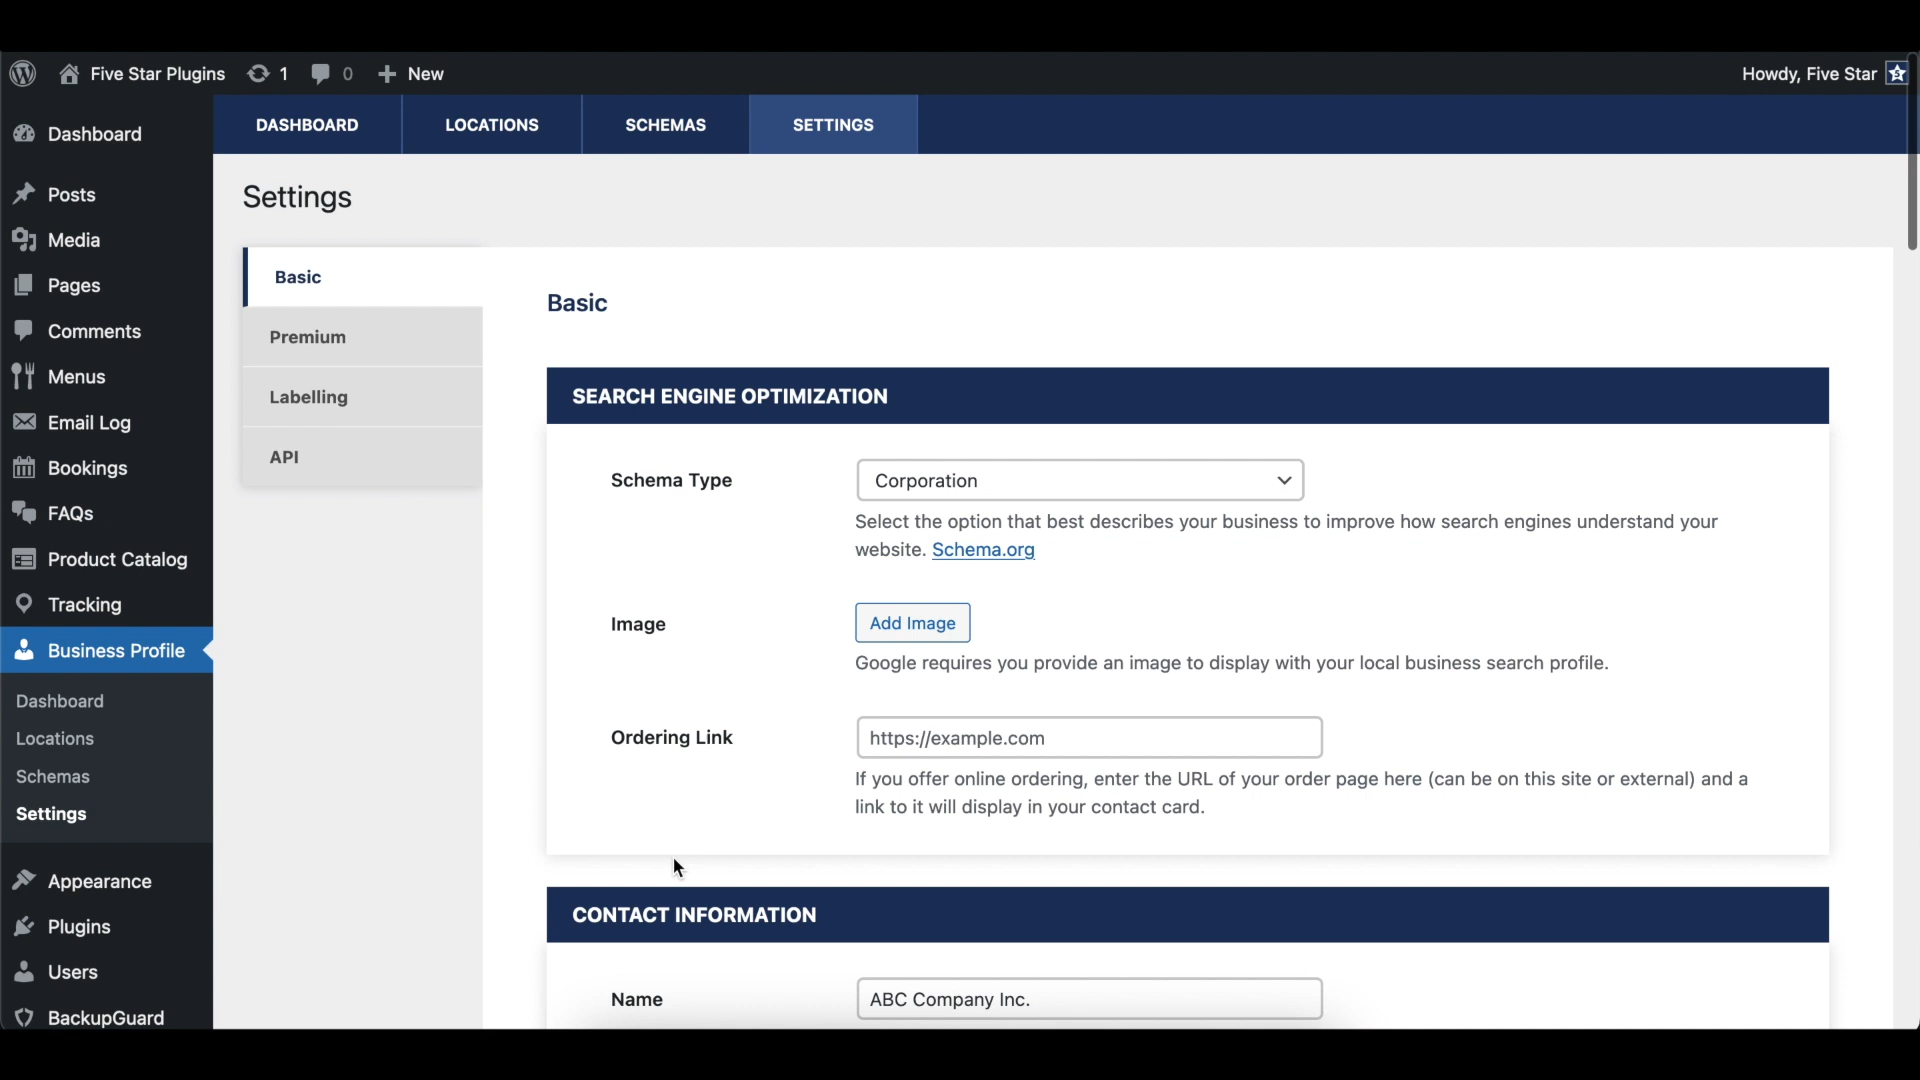 Five Star Plugins 1 0 New Howdy, Five Star
DASHBOARD LOCATIONS SCHEMAS SETTINGS
Dashboard
Posts
Media
Pages
Comments
Menus
Email Log
Bookings
FAQs
Product Catalog
Tracking
Business Profile
Dashboard
Locations
Schemas
Settings
Appearance
Plugins
Users
BackupGuard
Settings
Basic
Premium
Labelling
API
Basic
SEARCH ENGINE OPTIMIZATION
Schema Type Corporation
Select the option that best describes your business to improve how search engines understand your
website. Schema.org
Image Add Image
Google requires you provide an image to display with your local business search profile.
Ordering Link https://example.com
If you offer online ordering, enter the URL of your order page here (can be on this site or external) and a
link to it will display in your contact card.
CONTACT INFORMATION
Name ABC Company Inc.